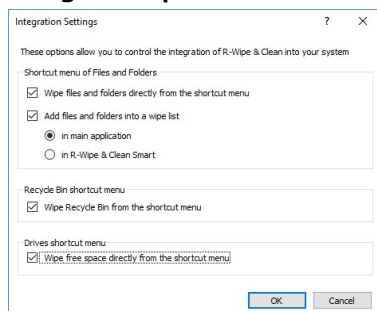 Integration Settings ? ×
These options allow you to control the integration of R-Wipe & Clean into your system
Shortcut menu of Files and Folders
Wipe files and folders directly from the shortcut menu
Add files and folders into a wipe list
in main application
in R-Wipe & Clean Smart
Recycle Bin shortcut menu
Wipe Recycle Bin from the shortcut menu
Drives shortcut menu
Wipe free space directly from the shortcut menu
OK Cancel